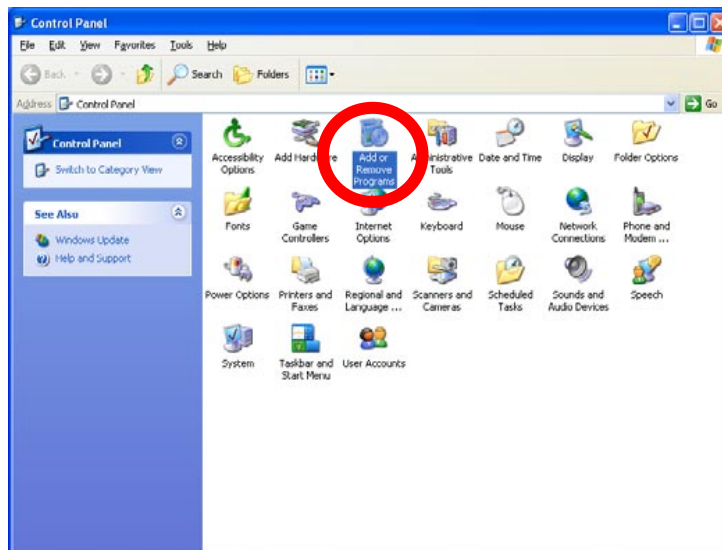 Control Panel
File Edit View Favorites Tools Help
Back Search Folders
Address Control Panel Go
Control Panel
Switch to Category View
See Also
Windows Update
Help and Support
Accessibility Options
Add Hardware
Add or Remove Programs
Administrative Tools
Date and Time
Display
Folder Options
Fonts
Game Controllers
Internet Options
Keyboard
Mouse
Network Connections
Phone and Modem ...
Power Options
Printers and Faxes
Regional and Language ...
Scanners and Cameras
Scheduled Tasks
Sounds and Audio Devices
Speech
System
Taskbar and Start Menu
User Accounts